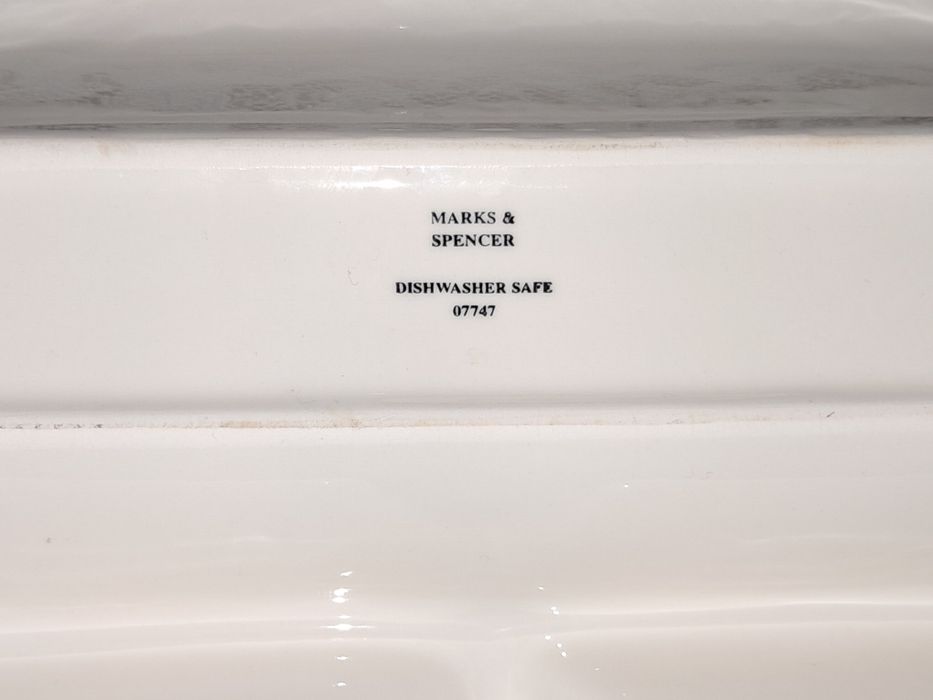 MARKS &
SPENCER
DISHWASHER SAFE
07747